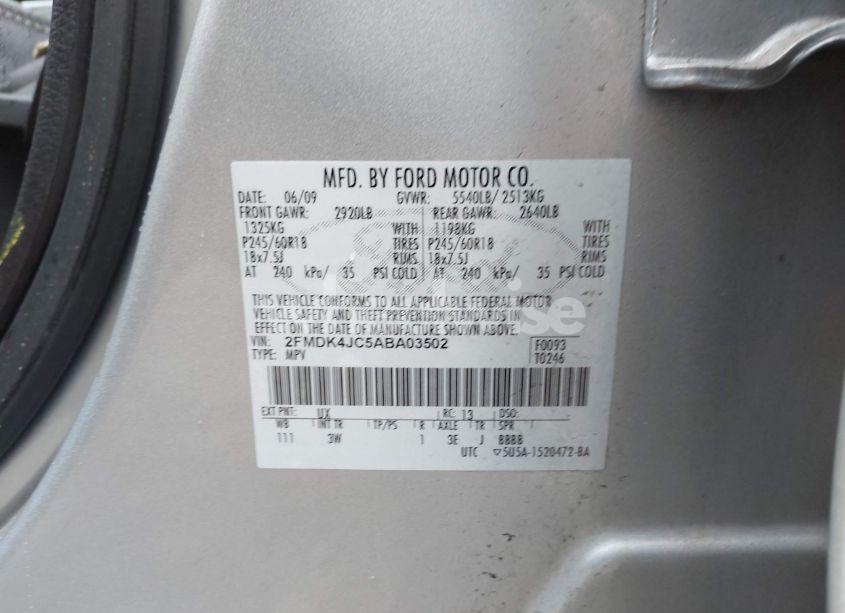 MFD. BY FORD MOTOR CO.
DATE: 06/09 GVWR: 5540LB/ 2513KG
FRONT GAWR: 2920LB REAR GAWR: 2640LB
1325KG WITH 1198KG WITH
P245/60R18 TIRES P245/60R18 TIRES
18x7.5J RIMS 18x7.5J RIMS
AT 240 kPa/ 35 PSI COLD AT 240 kPa/ 35 PSI COLD
THIS VEHICLE CONFORMS TO ALL APPLICABLE FEDERAL MOTOR
VEHICLE SAFETY AND THEFT PREVENTION STANDARDS IN
EFFECT ON THE DATE OF MANUFACTURE SHOWN ABOVE.
VIN: 2FMDK4JC5ABA03502 F0093
TYPE: MPV T0246
EXT PNT: UX RC: 13 DSO:
WB INT TR TP/PS R AXLE TR SPR
111 3W 1 3E J BBBB
UTC ▽5U5A-1520472-BA